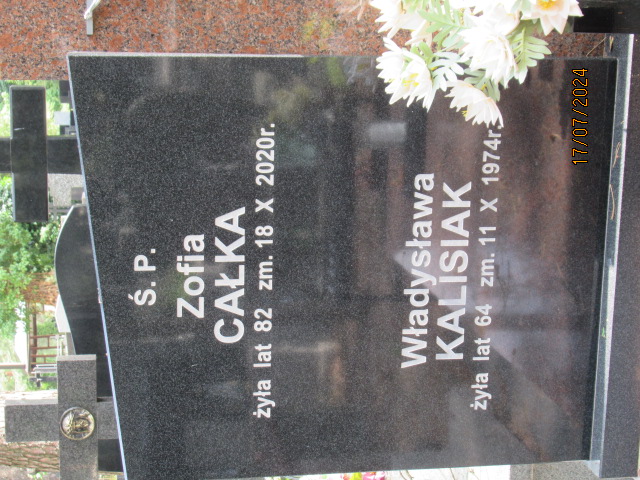 Ś. P.
Zofia
CAŁKA
żyła lat 82 zm. 18 X 2020r.
Władysława
KALISIAK
żyła lat 64 zm. 11 X 1974r.
17/07/2024